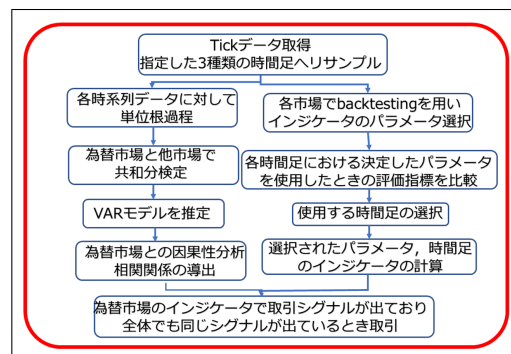 Tickデータ取得
指定した3種類の時間足へリサンプル
各時系列データに対して
単位根過程
為替市場と他市場で
共和分検定
VARモデルを推定
為替市場との因果性分析
相関関係の導出
各市場でbacktestingを用い
インジケータのパラメータ選択
各時間足における決定したパラメータ
を使用したときの評価指標を比較
使用する時間足の選択
選択されたパラメータ，時間足
のインジケータの計算
為替市場のインジケータで取引シグナルが出ており
全体でも同じシグナルが出ているとき取引